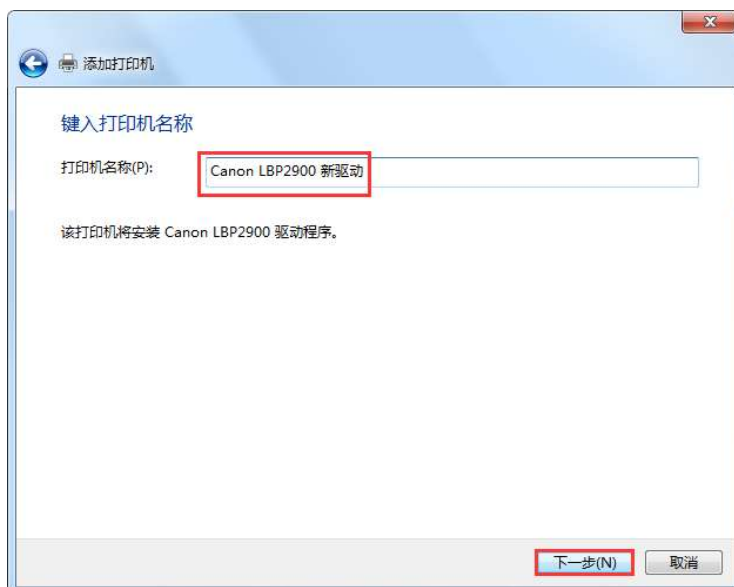 添加打印机
键入打印机名称
打印机名称(P): Canon LBP2900 新驱动
该打印机将安装 Canon LBP2900 驱动程序。
下一步(N) 取消